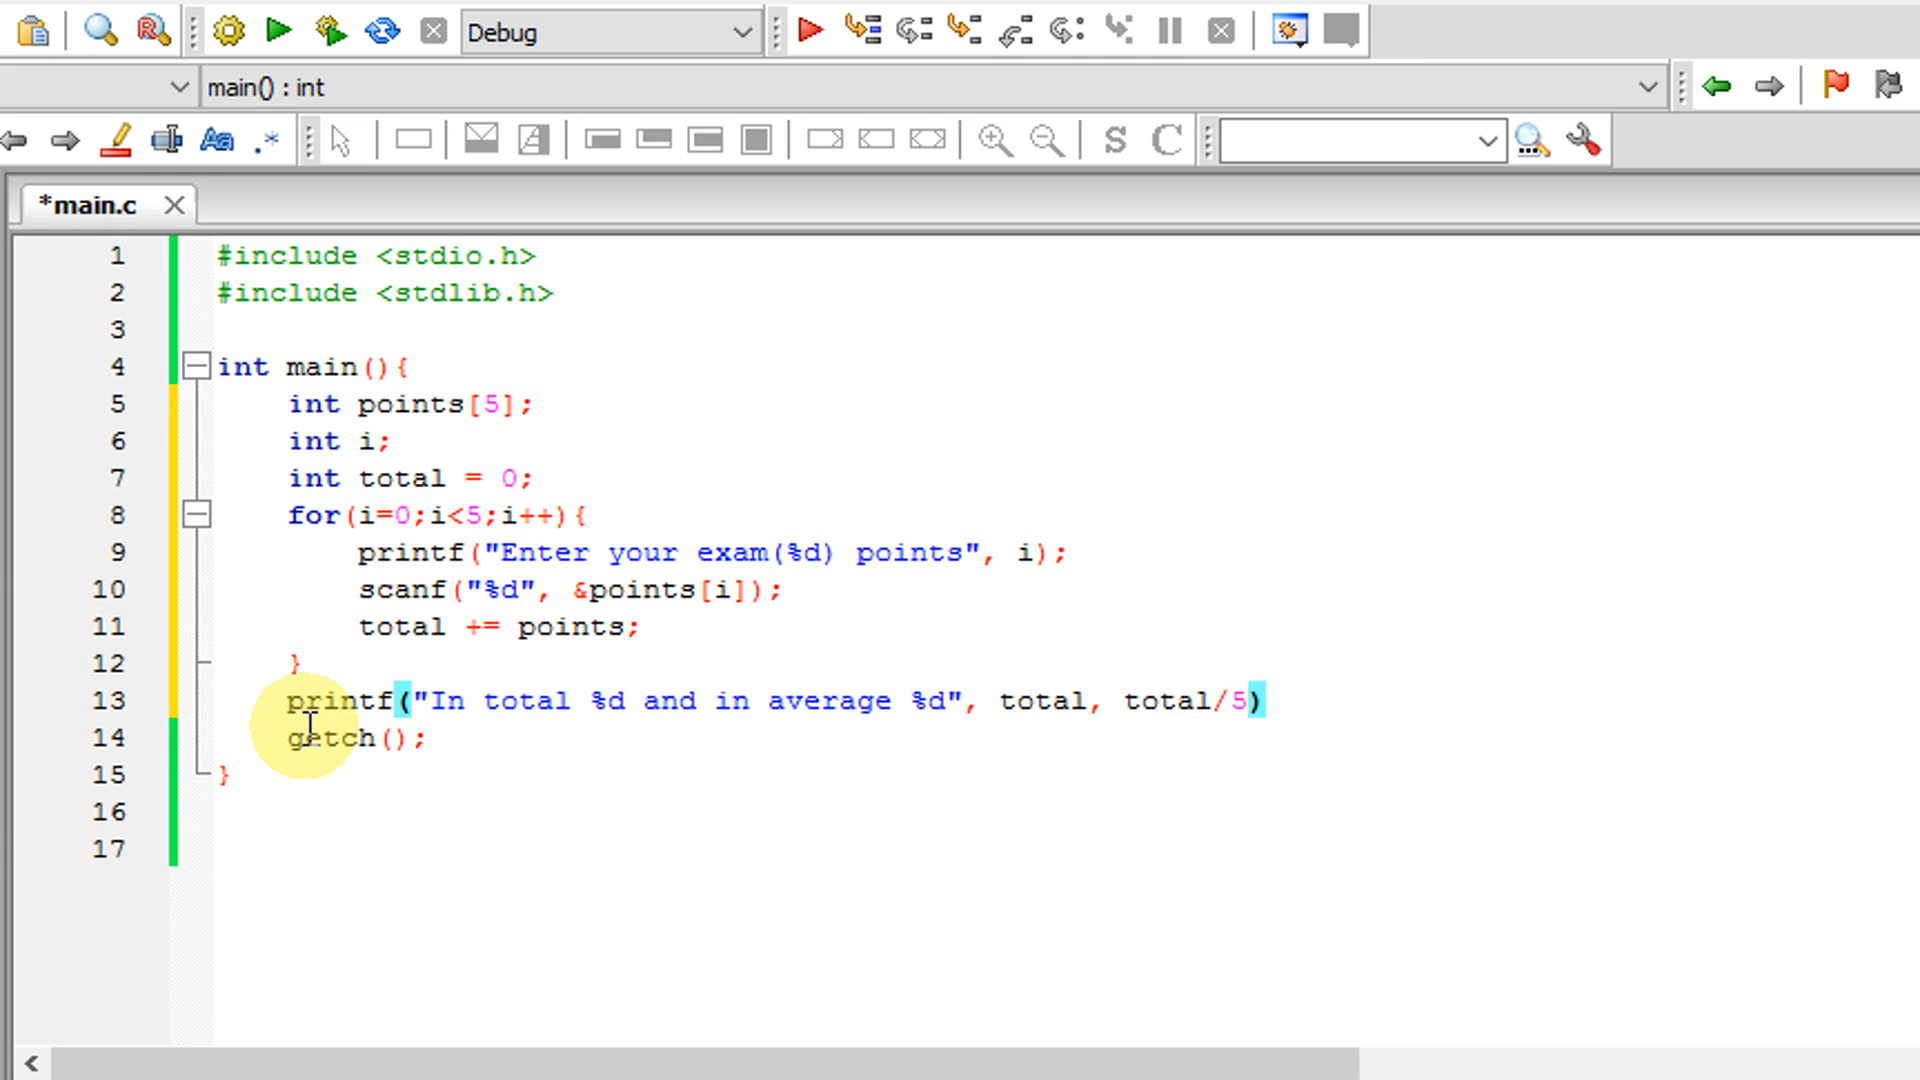 Debug
main() : int
*main.c
1 #include <stdio.h>
2 #include <stdlib.h>
3
4 int main(){
5 int points[5];
6 int i;
7 int total = 0;
8 for(i=0;i<5;i++){
9 printf("Enter your exam(%d) points", i);
10 scanf("%d", &points[i]);
11 total += points;
12 }
13 printf("In total %d and in average %d", total, total/5)
14 getch();
15 }
16
17